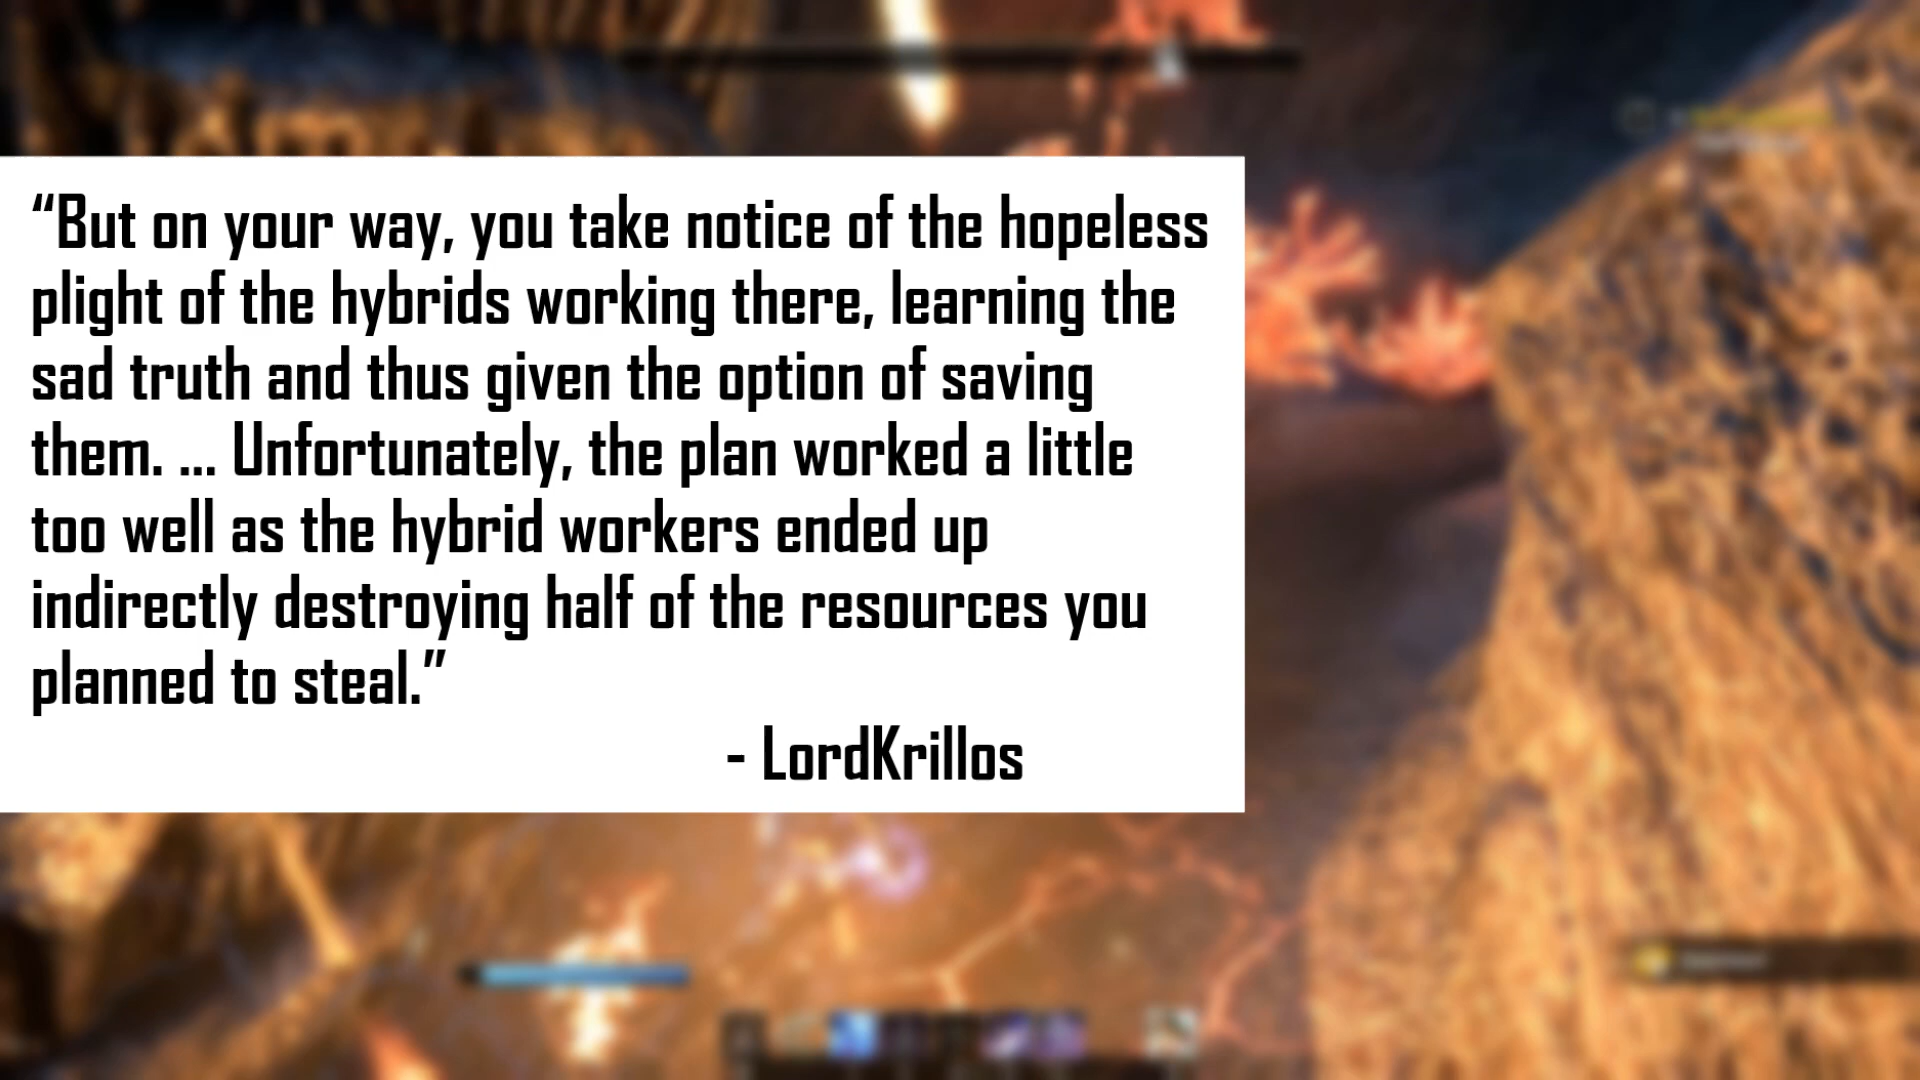 “But on your way, you take notice of the hopeless
plight of the hybrids working there, learning the
sad truth and thus given the option of saving
them. ... Unfortunately, the plan worked a little
too well as the hybrid workers ended up
indirectly destroying half of the resources you
planned to steal.”
- LordKrillos